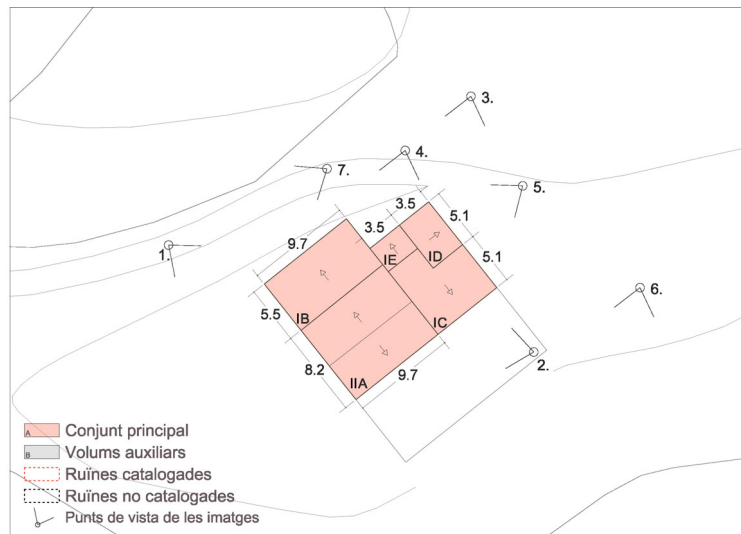 3.
4.
7.
5.
3.5
3.5
5.1
9.7
1.
5.1
IE
ID
6.
IB
IC
5.5
2.
8.2
IIA
9.7
A Conjunt principal
B Volums auxiliars
Ruïnes catalogades
Ruïnes no catalogades
Punts de vista de les imatges